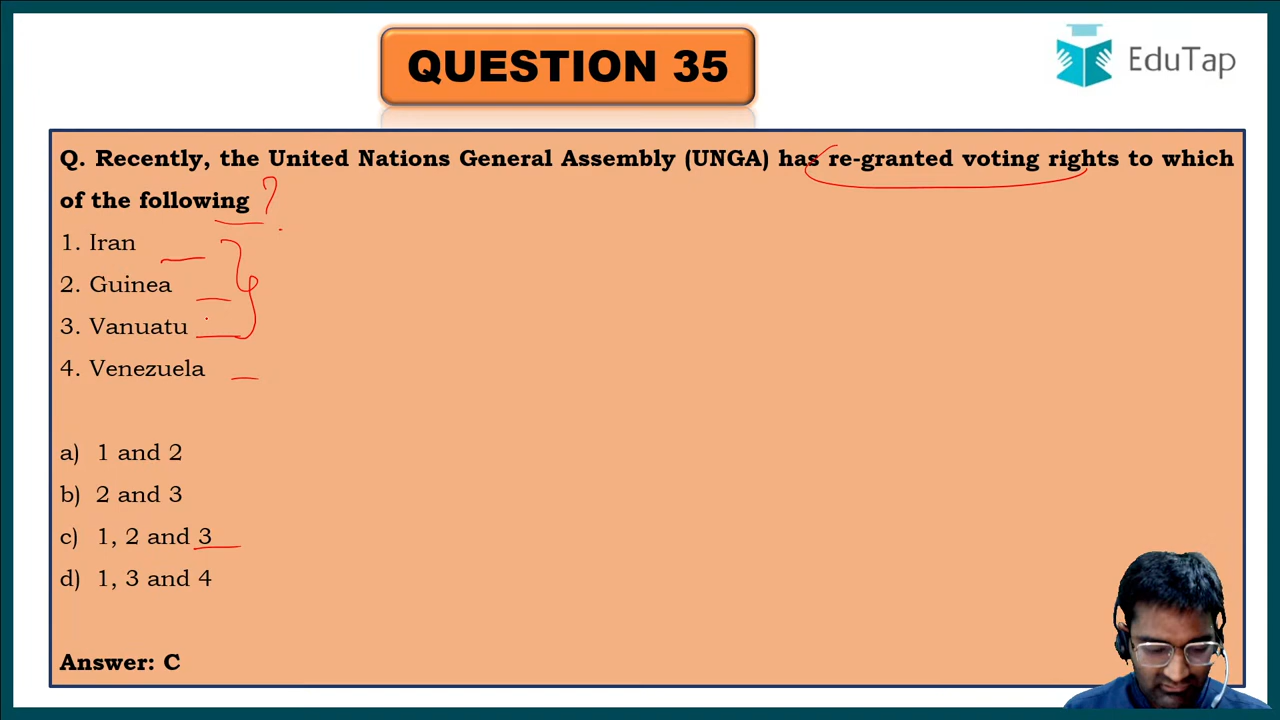 QUESTION 35
EduTap
Q. Recently, the United Nations General Assembly (UNGA) has re-granted voting rights to which
of the following ?
1. Iran
2. Guinea
3. Vanuatu
4. Venezuela
a) 1 and 2
b) 2 and 3
c) 1, 2 and 3
d) 1, 3 and 4
Answer: C